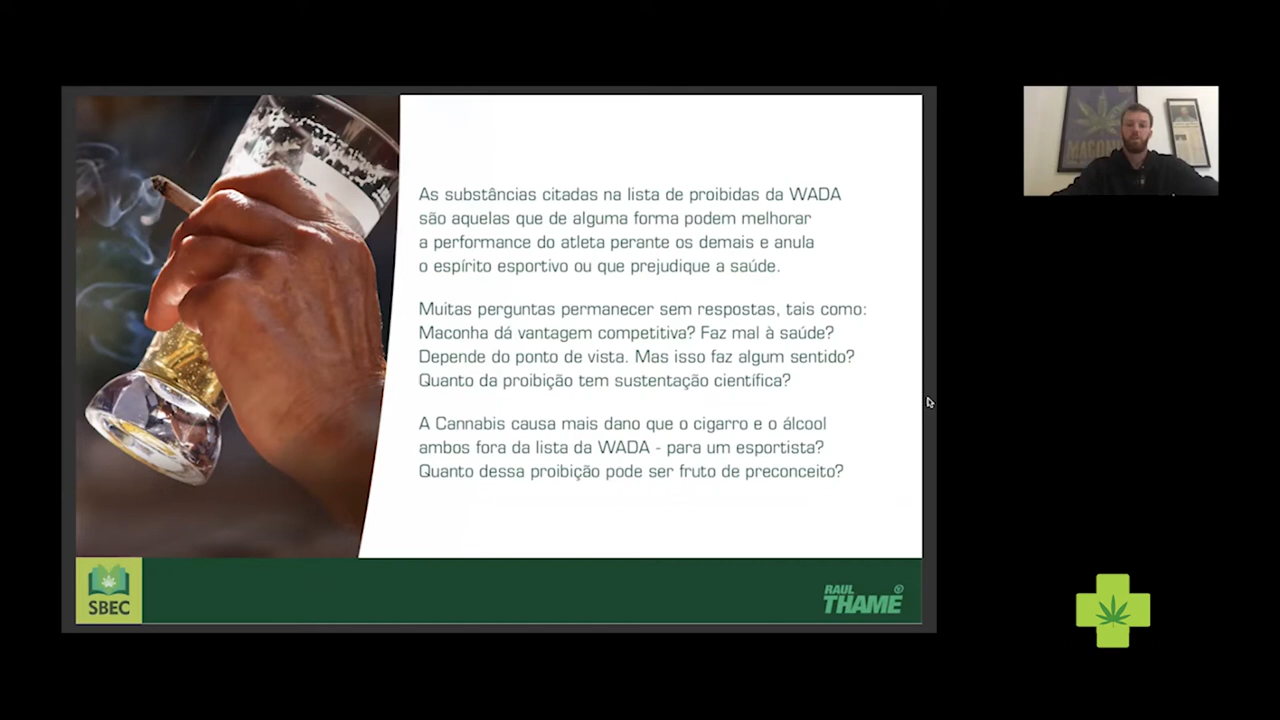 As substâncias citadas na lista de proibidas da WADA
são aquelas que de alguma forma podem melhorar
a performance do atleta perante os demais e anula
o espírito esportivo ou que prejudique a saúde.
Muitas perguntas permanecer sem respostas, tais como:
Maconha dá vantagem competitiva? Faz mal à saúde?
Depende do ponto de vista. Mas isso faz algum sentido?
Quanto da proibição tem sustentação científica?
A Cannabis causa mais dano que o cigarro e o álcool
ambos fora da lista da WADA - para um esportista?
Quanto dessa proibição pode ser fruto de preconceito?
SBEC
RAUL
THAME